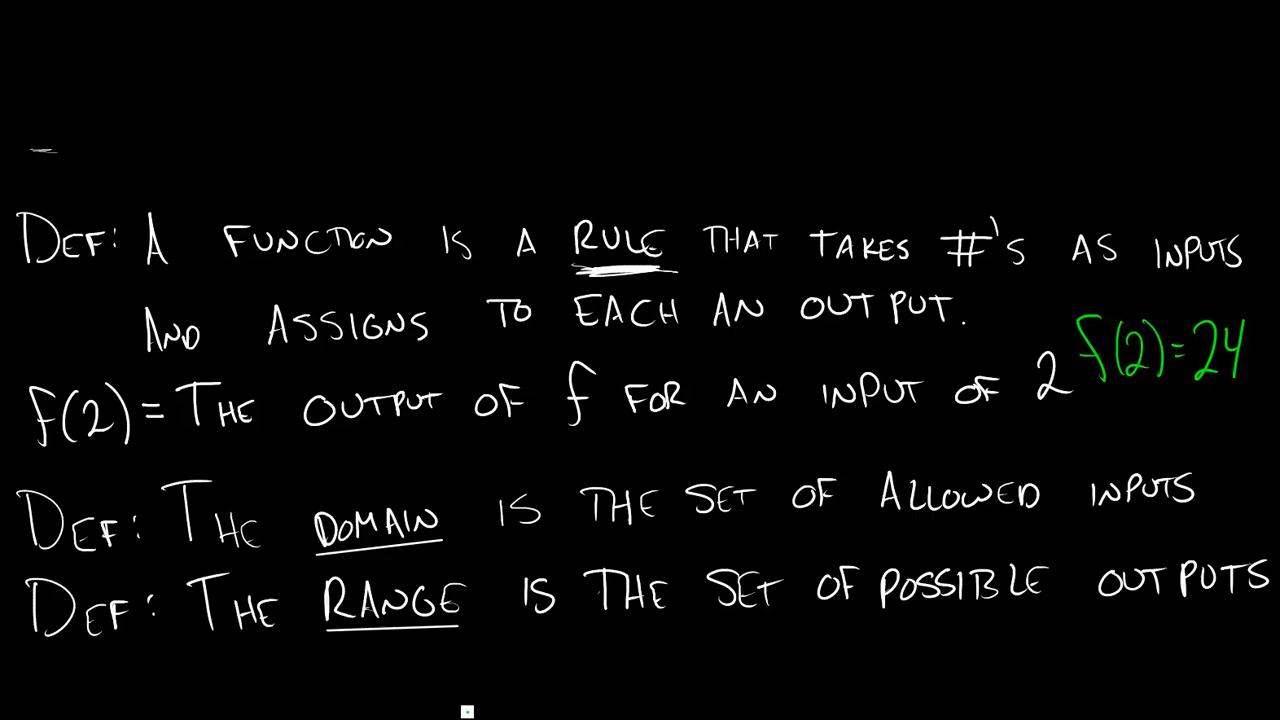 DEF: A FUNCTION IS A RULE THAT TAKES #'S AS INPUTS
AND ASSIGNS TO EACH AN OUTPUT.
f(2) = THE OUTPUT OF f FOR AN INPUT OF 2
f(2)=24
DEF: THE DOMAIN IS THE SET OF ALLOWED INPUTS
DEF: THE RANGE IS THE SET OF POSSIBLE OUTPUTS